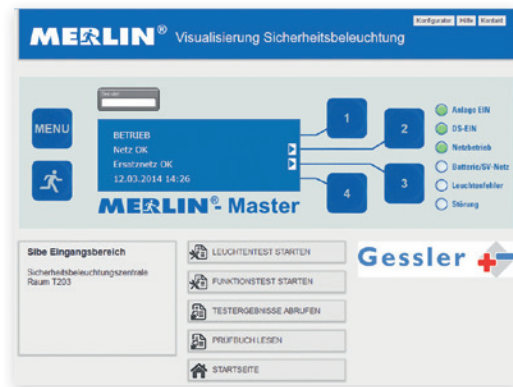 Konfigurator Hilfe Kontakt
MERLIN® Visualisierung Sicherheitsbeleuchtung
MENU
BETRIEB
Netz OK
Ersatznetz OK
12.03.2014 14:26
1
2
3
4
Anlage EIN
DS-EIN
Netzbetrieb
Batterie/SV-Netz
Leuchtenfehler
Störung
MERLIN®- Master
Sibe Eingangsbereich
Sicherheitsbeleuchtungszentrale
Raum T203
LEUCHTENTEST STARTEN
FUNKTIONSTEST STARTEN
TESTERGEBNISSE ABRUFEN
PRÜFBUCH LESEN
STARTSEITE
Gessler